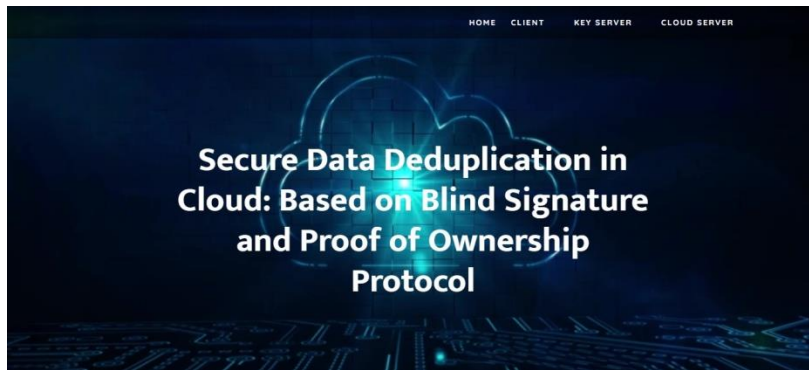 HOME CLIENT KEY SERVER CLOUD SERVER
Secure Data Deduplication in
Cloud: Based on Blind Signature
and Proof of Ownership
Protocol